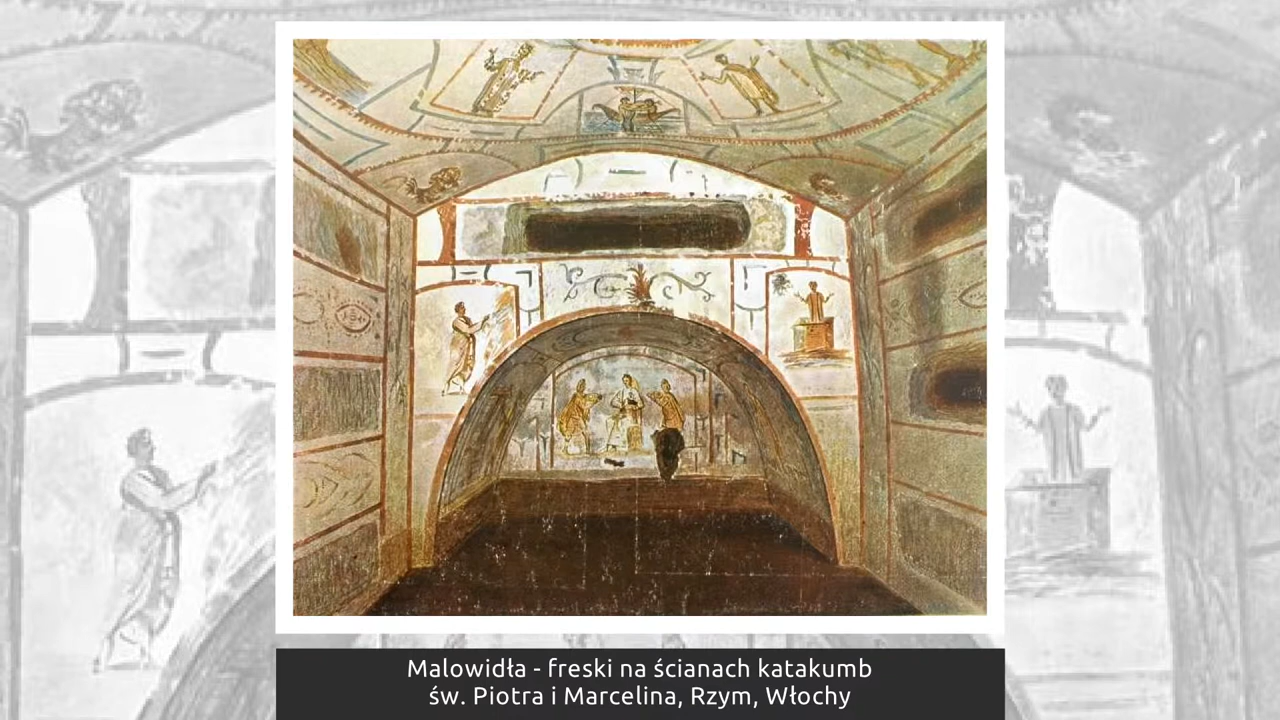 Malowidła - freski na ścianach katakumb
św. Piotra i Marcelina, Rzym, Włochy